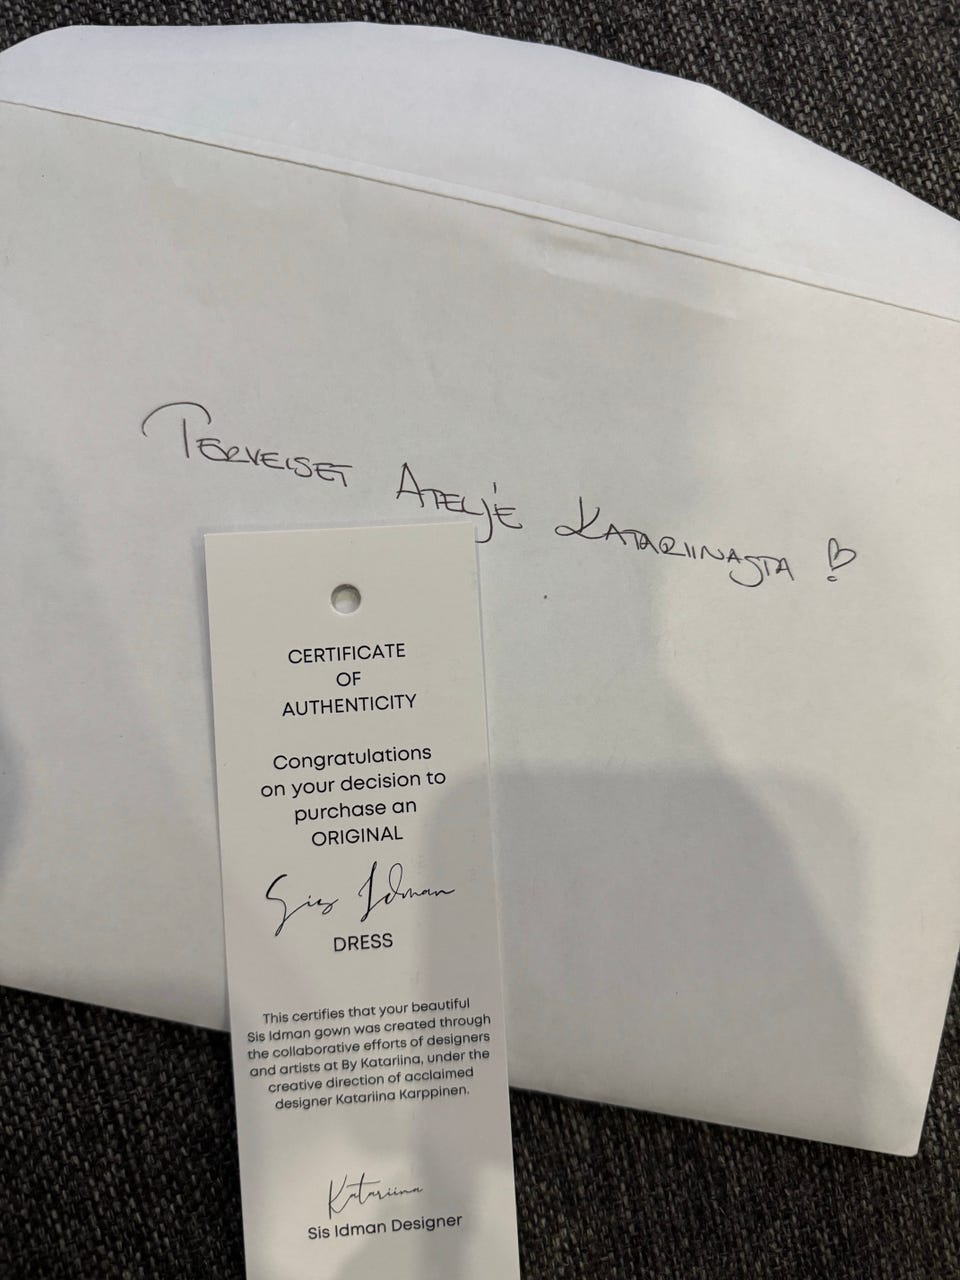 Terveiset Ateljé Katariinasta
CERTIFICATE
OF
AUTHENTICITY
Congratulations
on your decision to
purchase an
ORIGINAL
Sis Idman
DRESS
This certifies that your beautiful
Sis Idman gown was created through
the collaborative efforts of designers
and artists at By Katariina, under the
creative direction of acclaimed
designer Katariina Karppinen.
Katariina
Sis Idman Designer